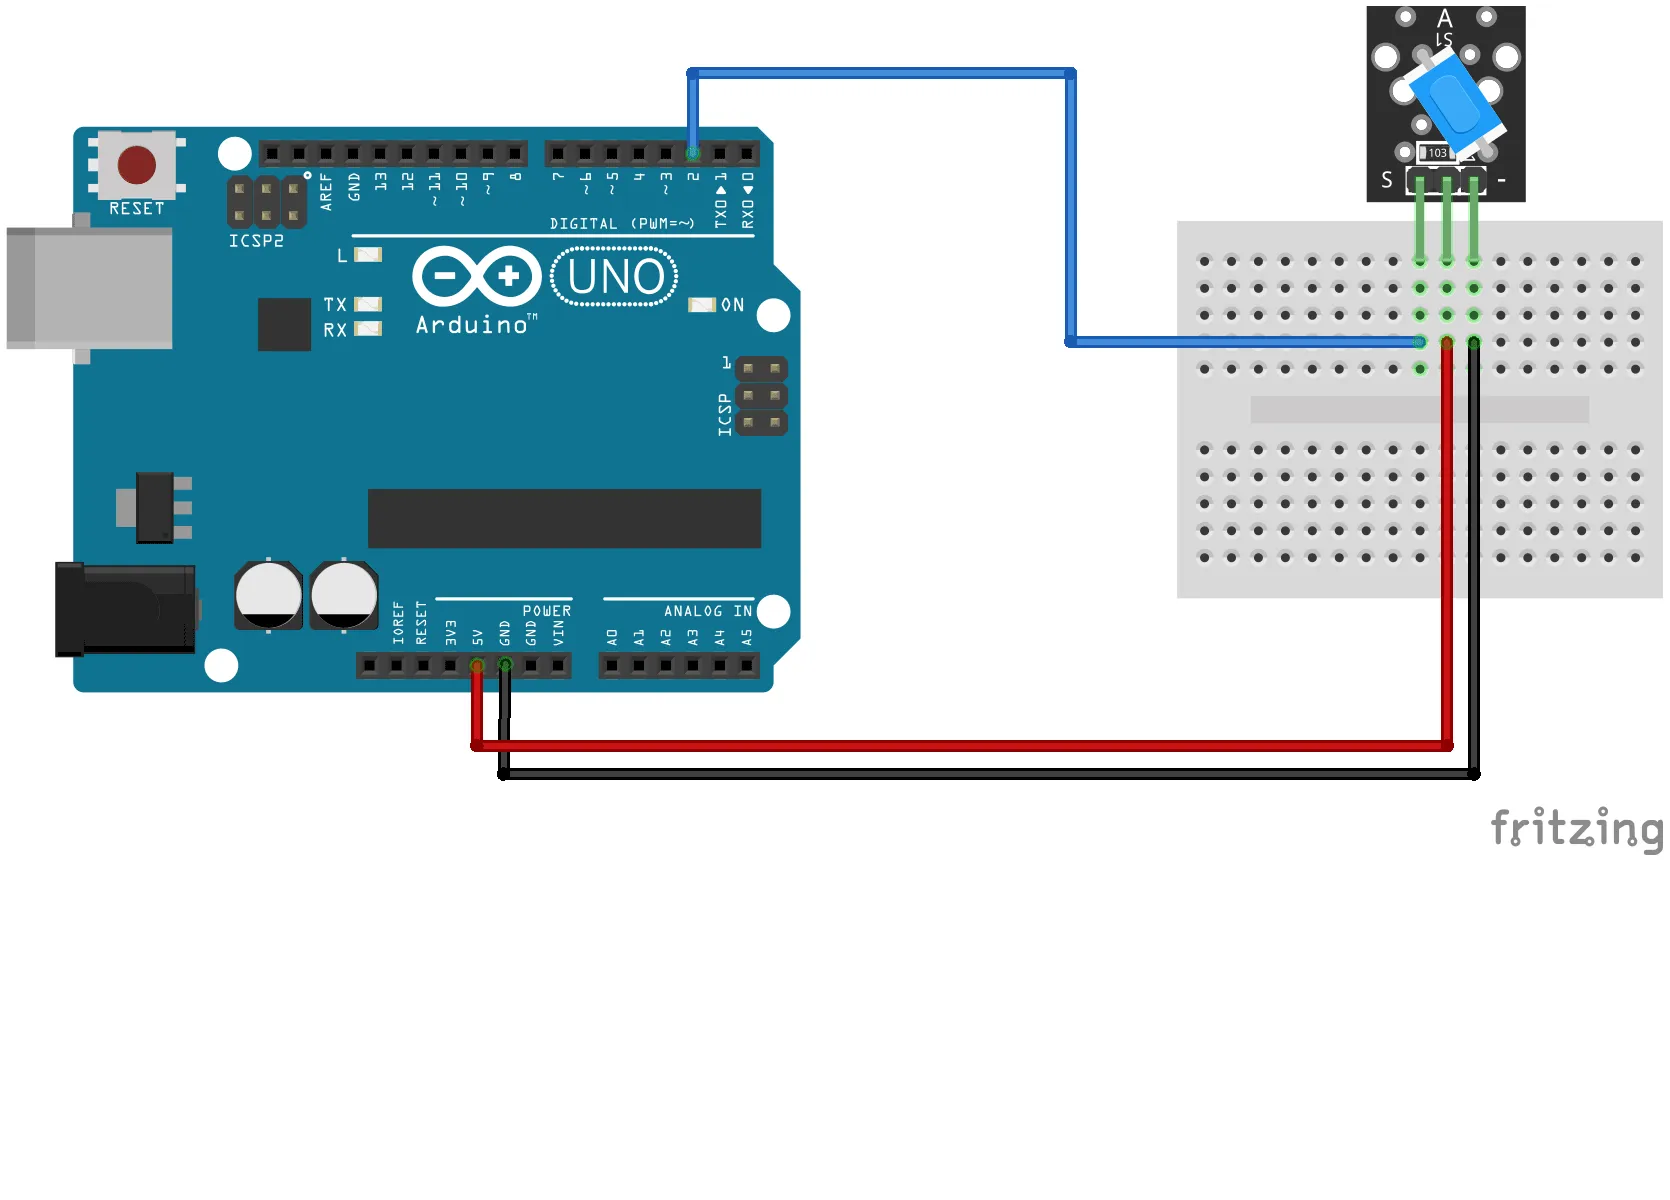 A
S1
103
S
-
RESET
ICSP2
AREF
GND
13
12
~11
~10
~9
8
7
~6
~5
4
~3
2
TX0 ▶ 1
RX0 ◀ 0
DIGITAL (PWM=~)
L
TX
RX
UNO
Arduino™
ON
1
ICSP
IOREF
RESET
3V3
5V
GND
GND
VIN
POWER
ANALOG IN
A0
A1
A2
A3
A4
A5
fritzing